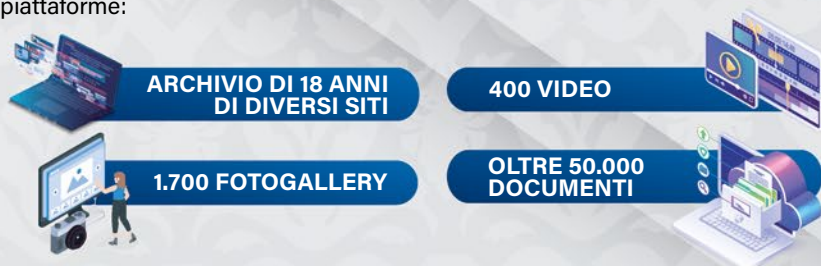 piattaforme:
ARCHIVIO DI 18 ANNI
DI DIVERSI SITI
400 VIDEO
1.700 FOTOGALLERY
OLTRE 50.000
DOCUMENTI